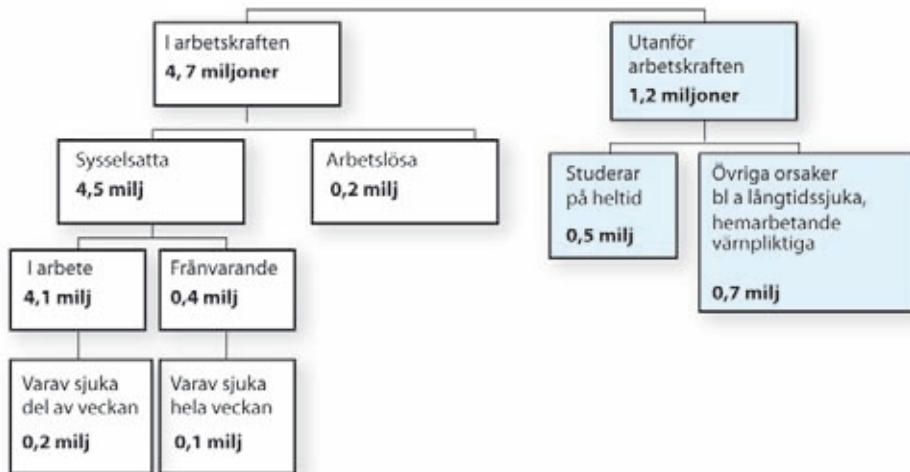 I arbetskraften
4, 7 miljoner
Utanför
arbetskraften
1,2 miljoner
Sysselsatta
4,5 milj
Arbetslösa
0,2 milj
Studerar
på heltid
0,5 milj
Övriga orsaker
bl a långtidssjuka,
hemarbetande
värnpliktiga
0,7 milj
I arbete
4,1 milj
Frånvarande
0,4 milj
Varav sjuka
del av veckan
0,2 milj
Varav sjuka
hela veckan
0,1 milj